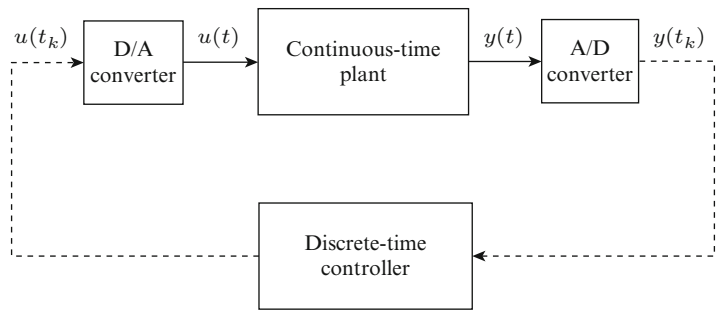 u(t_k)
D/A
converter
u(t)
Continuous-time
plant
y(t)
A/D
converter
y(t_k)
Discrete-time
controller